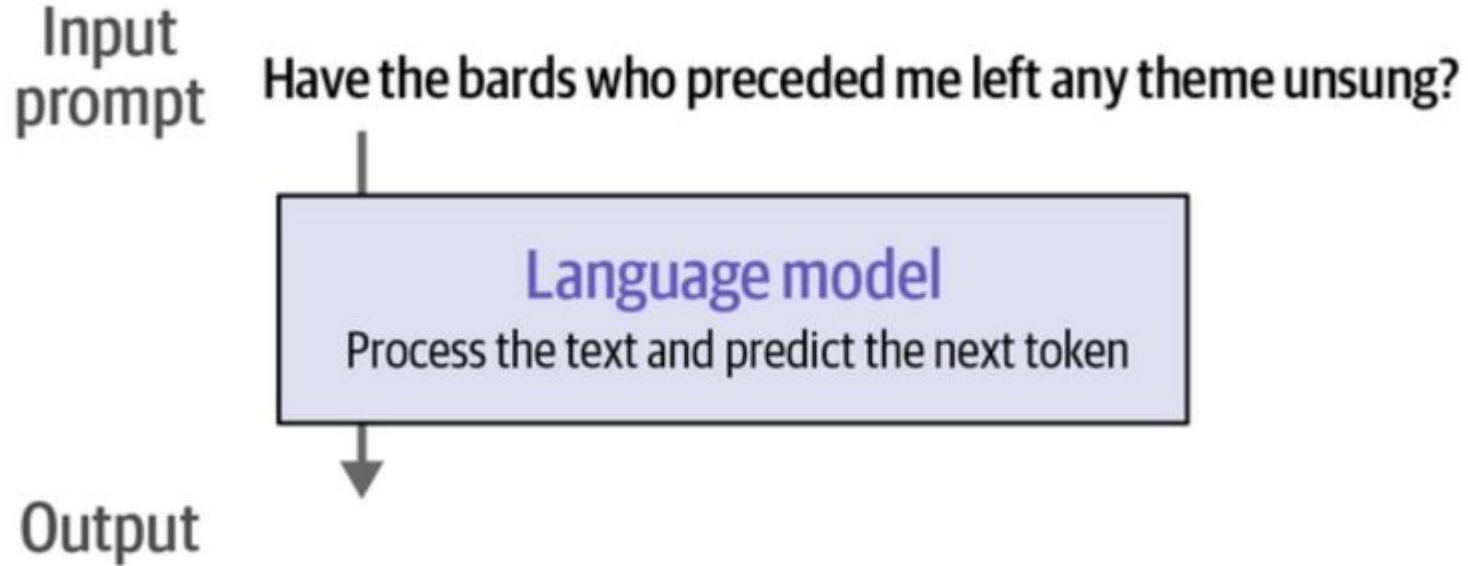 Input
prompt
Have the bards who preceded me left any theme unsung?
Language model
Process the text and predict the next token
Output